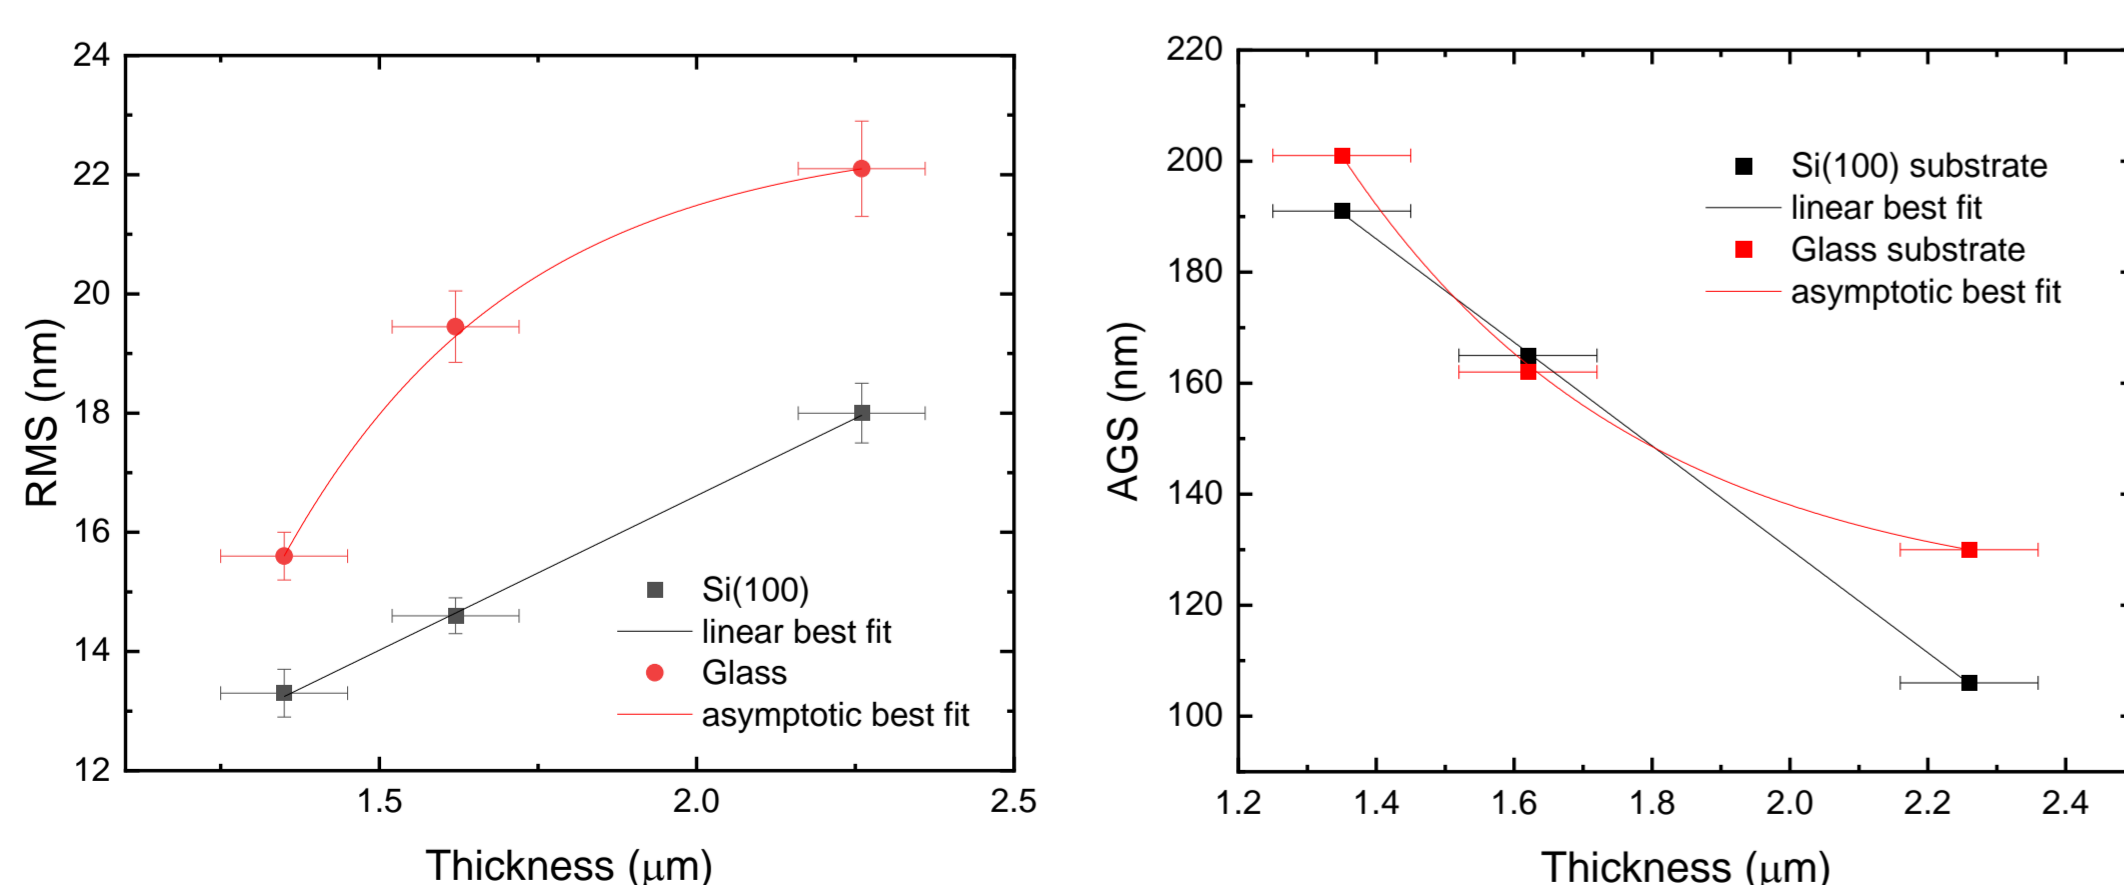 24
22
20
18
16
14
12
RMS (nm)
1.5
2.0
2.5
Thickness (μm)
Si(100)
linear best fit
Glass
asymptotic best fit
220
200
180
160
140
120
100
AGS (nm)
1.2
1.4
1.6
1.8
2.0
2.2
2.4
Thickness (μm)
Si(100) substrate
linear best fit
Glass substrate
asymptotic best fit